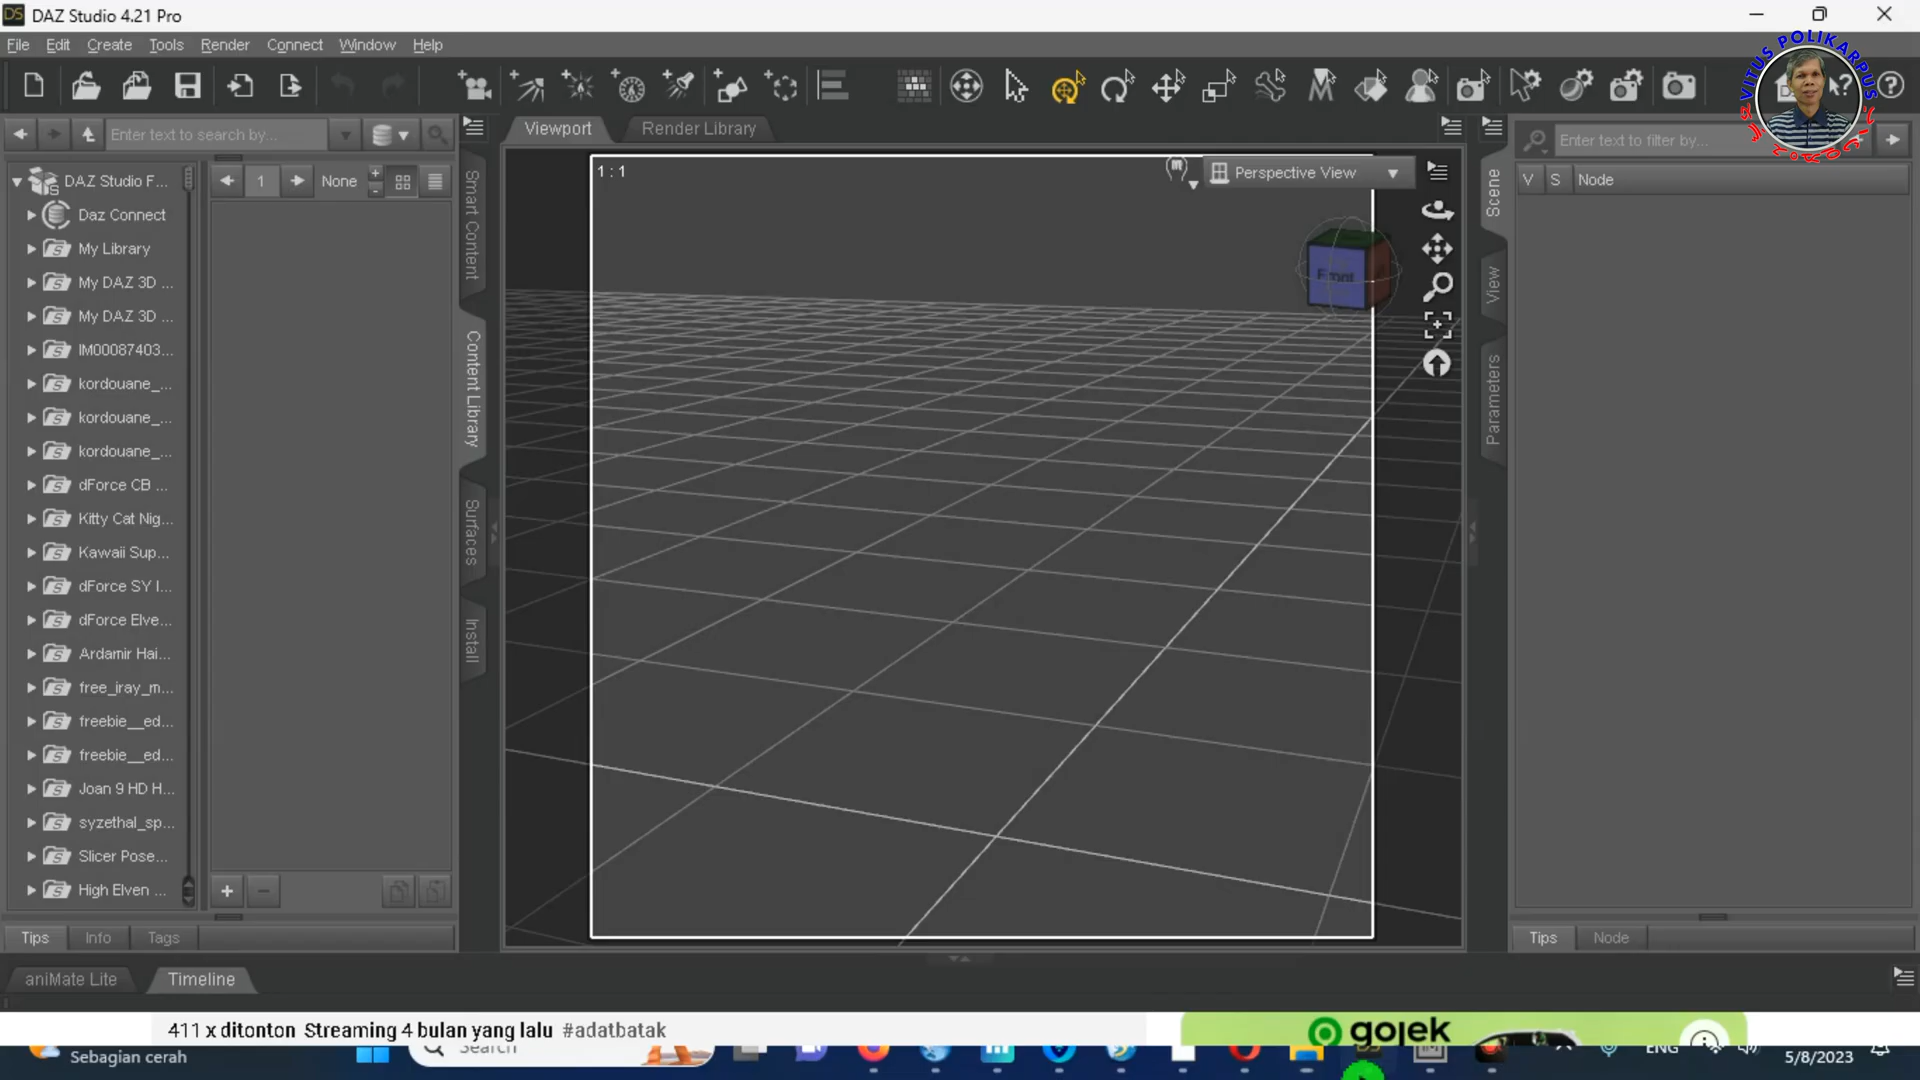 DS DAZ Studio 4.21 Pro
File Edit Create Tools Render Connect Window Help
VITUS POLIKARPUS
Enter text to search by...
Viewport
Render Library
Enter text to filter by...
DAZ Studio F...
1
None
1 : 1
Perspective View
V S Node
Daz Connect
My Library
My DAZ 3D ...
My DAZ 3D ...
IM00087403...
kordouane_...
kordouane_...
kordouane_...
dForce CB ...
Kitty Cat Nig...
Kawaii Sup...
dForce SY I...
dForce Elve...
Ardamir Hai...
free_iray_m...
freebie__ed...
freebie__ed...
Joan 9 HD H...
syzethal_sp...
Slicer Pose...
High Elven ...
Smart Content
Content Library
Surfaces
Install
Front
Scene
View
Parameters
Tips Info Tags
Tips Node
aniMate Lite Timeline
411 x ditonton Streaming 4 bulan yang lalu #adatbatak
gojek
Sebagian cerah
Search
ENG
5/8/2023